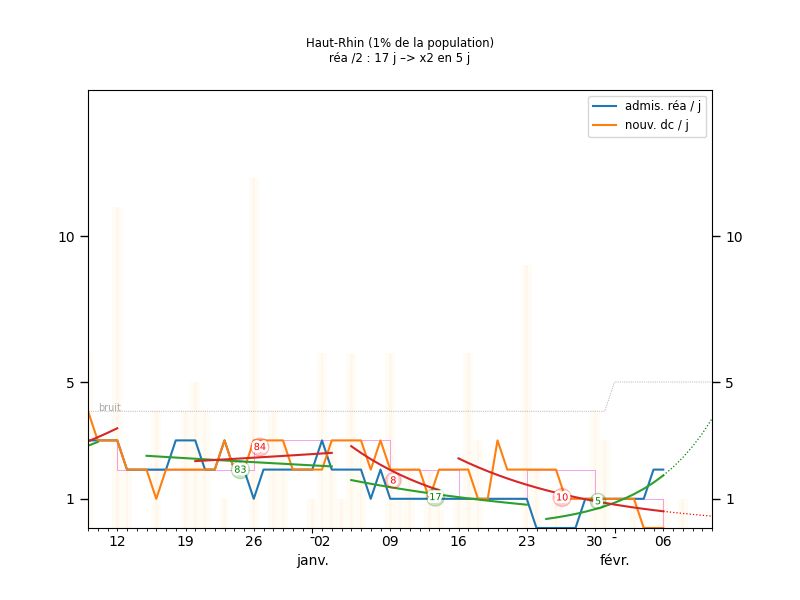 Haut-Rhin (1% de la population)
réa /2 : 17 j –> x2 en 5 j
admis. réa / j
nouv. dc / j
10 10
5 5
bruit
84
83
8
17
10
5
1 1
12 19 26 02 09 16 23 30 06
janv. févr.